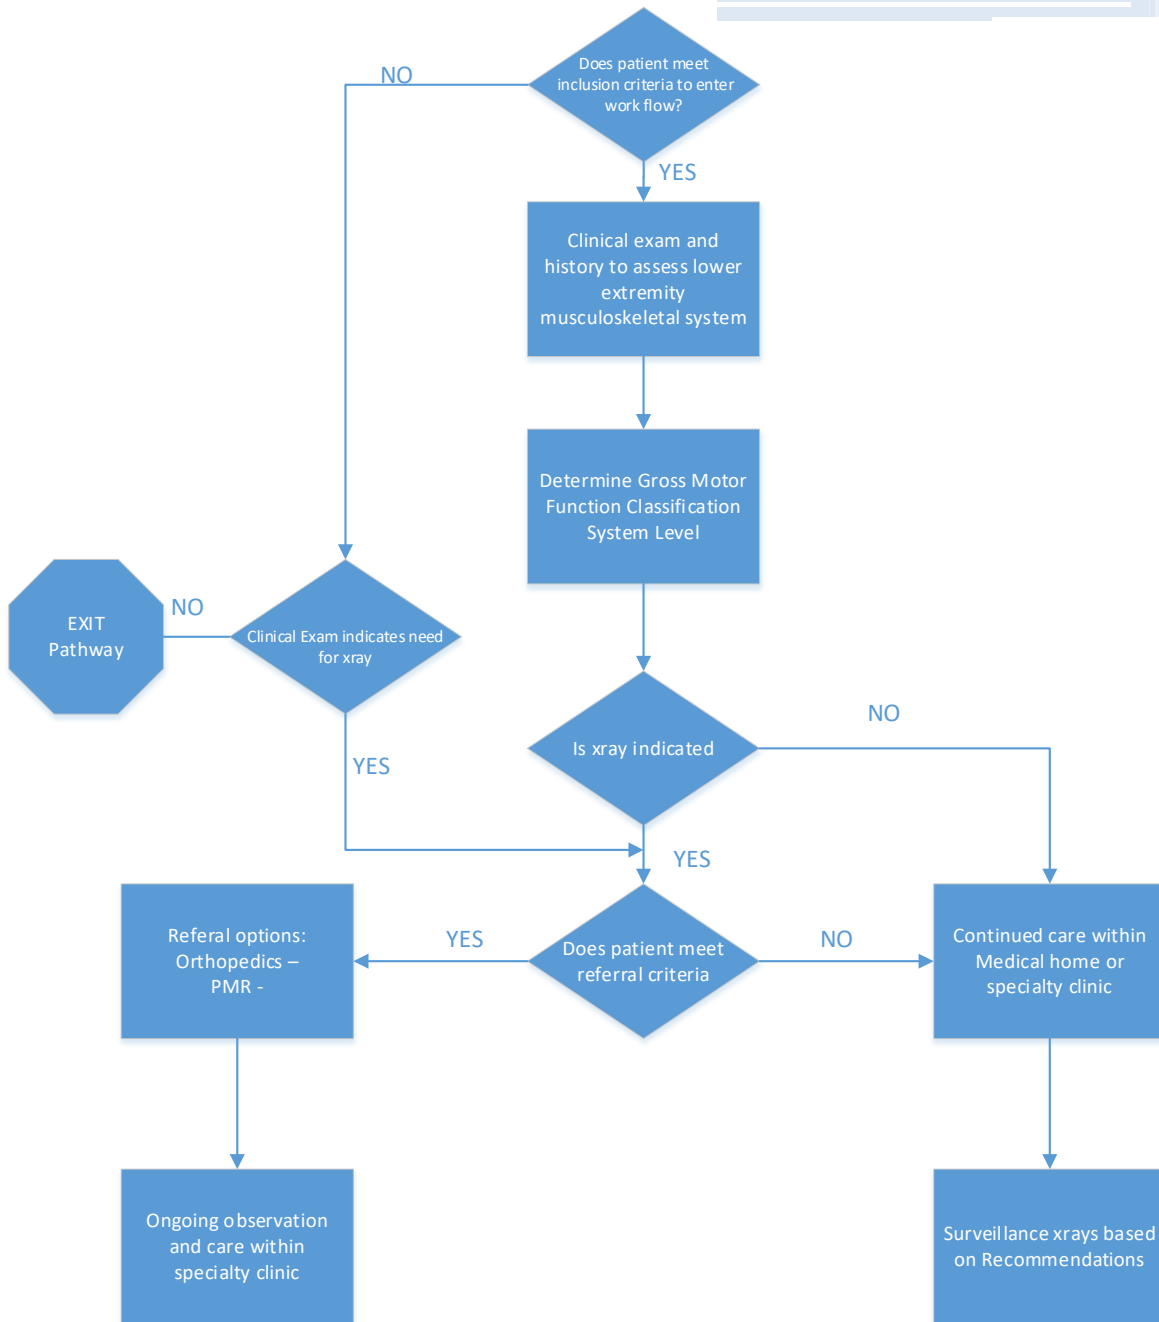 Does patient meet
inclusion criteria to enter
work flow?
NO
YES
Clinical exam and
history to assess lower
extremity
musculoskeletal system
Determine Gross Motor
Function Classification
System Level
EXIT
Pathway
NO
Clinical Exam indicates need
for xray
YES
Is xray indicated
NO
YES
Referal options:
Orthopedics –
PMR -
YES
Does patient meet
referral criteria
NO
Continued care within
Medical home or
specialty clinic
Ongoing observation
and care within
specialty clinic
Surveillance xrays based
on Recommendations